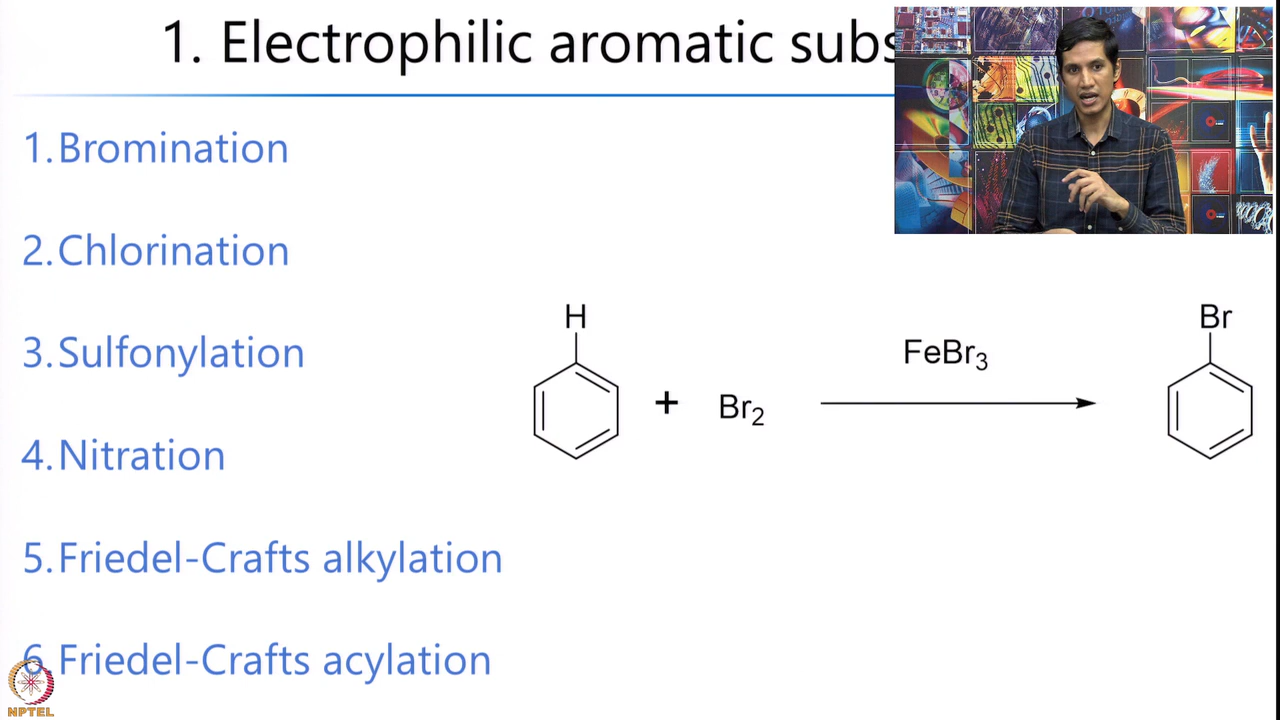 1. Electrophilic aromatic subs
1. Bromination
2. Chlorination
3. Sulfonylation
4. Nitration
5. Friedel-Crafts alkylation
6. Friedel-Crafts acylation
H
+ Br2
FeBr3
Br
NPTEL